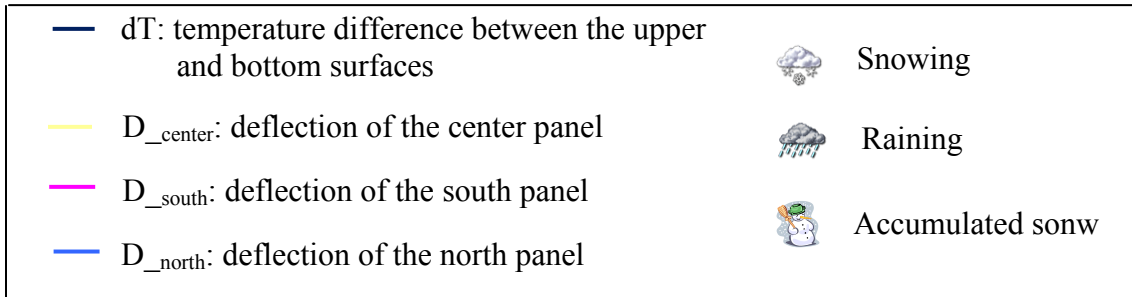 dT: temperature difference between the upper
and bottom surfaces
D_center: deflection of the center panel
D_south: deflection of the south panel
D_north: deflection of the north panel
Snowing
Raining
Accumulated sonw